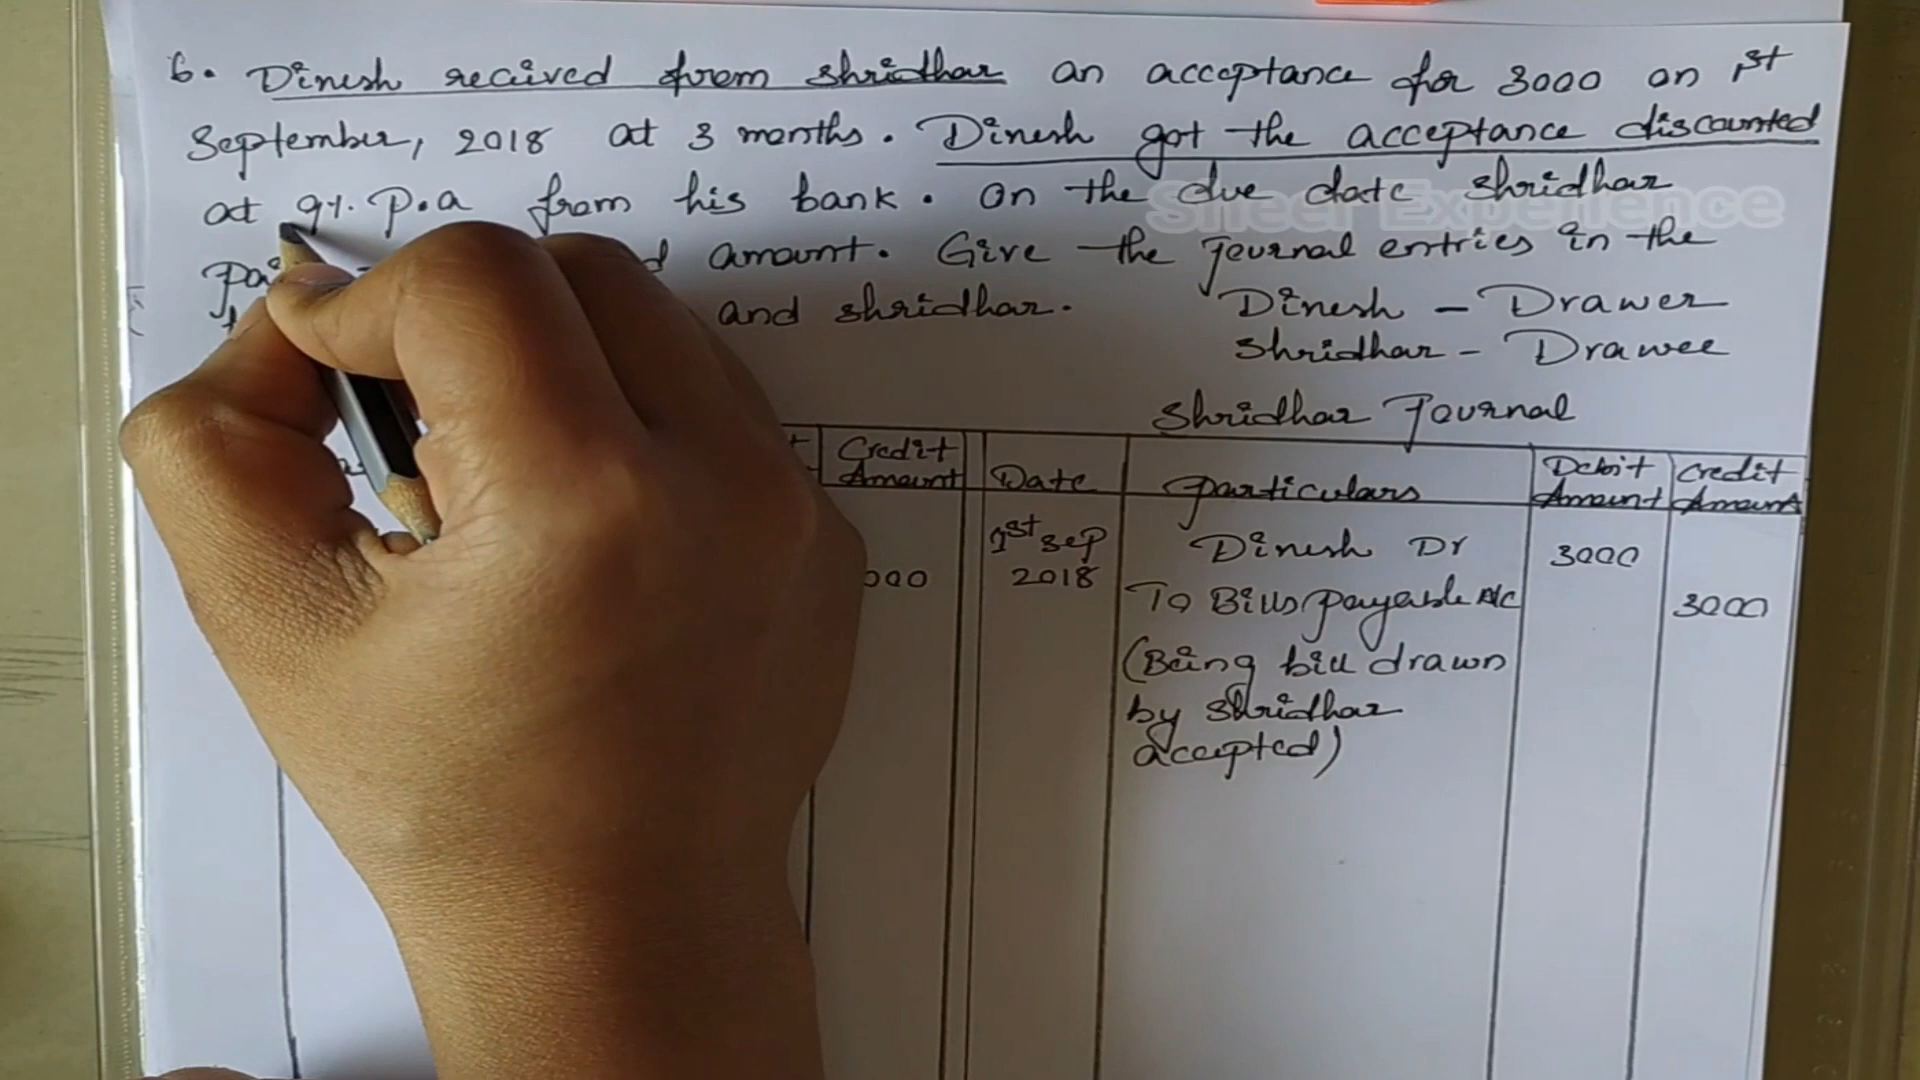 6. Dinesh recived from Shridhar an acceptance for 3000 on 1st
September, 2018 at 3 months. Dinesh got the acceptance discounted
at 9%. P.a from his bank. On the due date Shridhar
amount. Give the Journal entries in the
and Shridhar.
Dinesh - Drawer
Shridhar - Drawee
Sheer Experience
Shridhar Journal
Credit Amount Date Particulars Debit Amount Credit Amount
1st Sep 2018 Dinesh Dr 3000
To Bills payable A/c 3000
(Being bill drawn
by Shridhar
accepted)